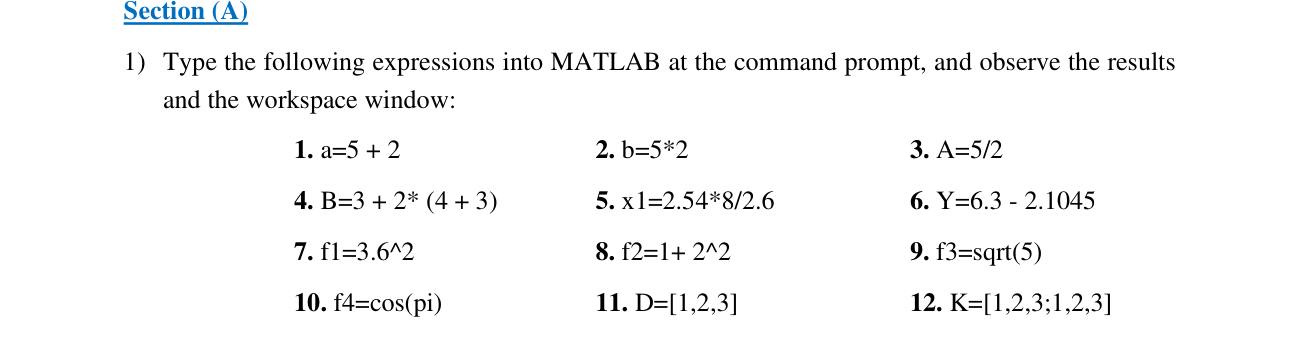 Section (A)
1) Type the following expressions into MATLAB at the command prompt, and observe the results
and the workspace window:
1. a=5 + 2 2. b=5*2 3. A=5/2
4. B=3 + 2* (4 + 3) 5. x1=2.54*8/2.6 6. Y=6.3 - 2.1045
7. f1=3.6^2 8. f2=1+ 2^2 9. f3=sqrt(5)
10. f4=cos(pi) 11. D=[1,2,3] 12. K=[1,2,3;1,2,3]